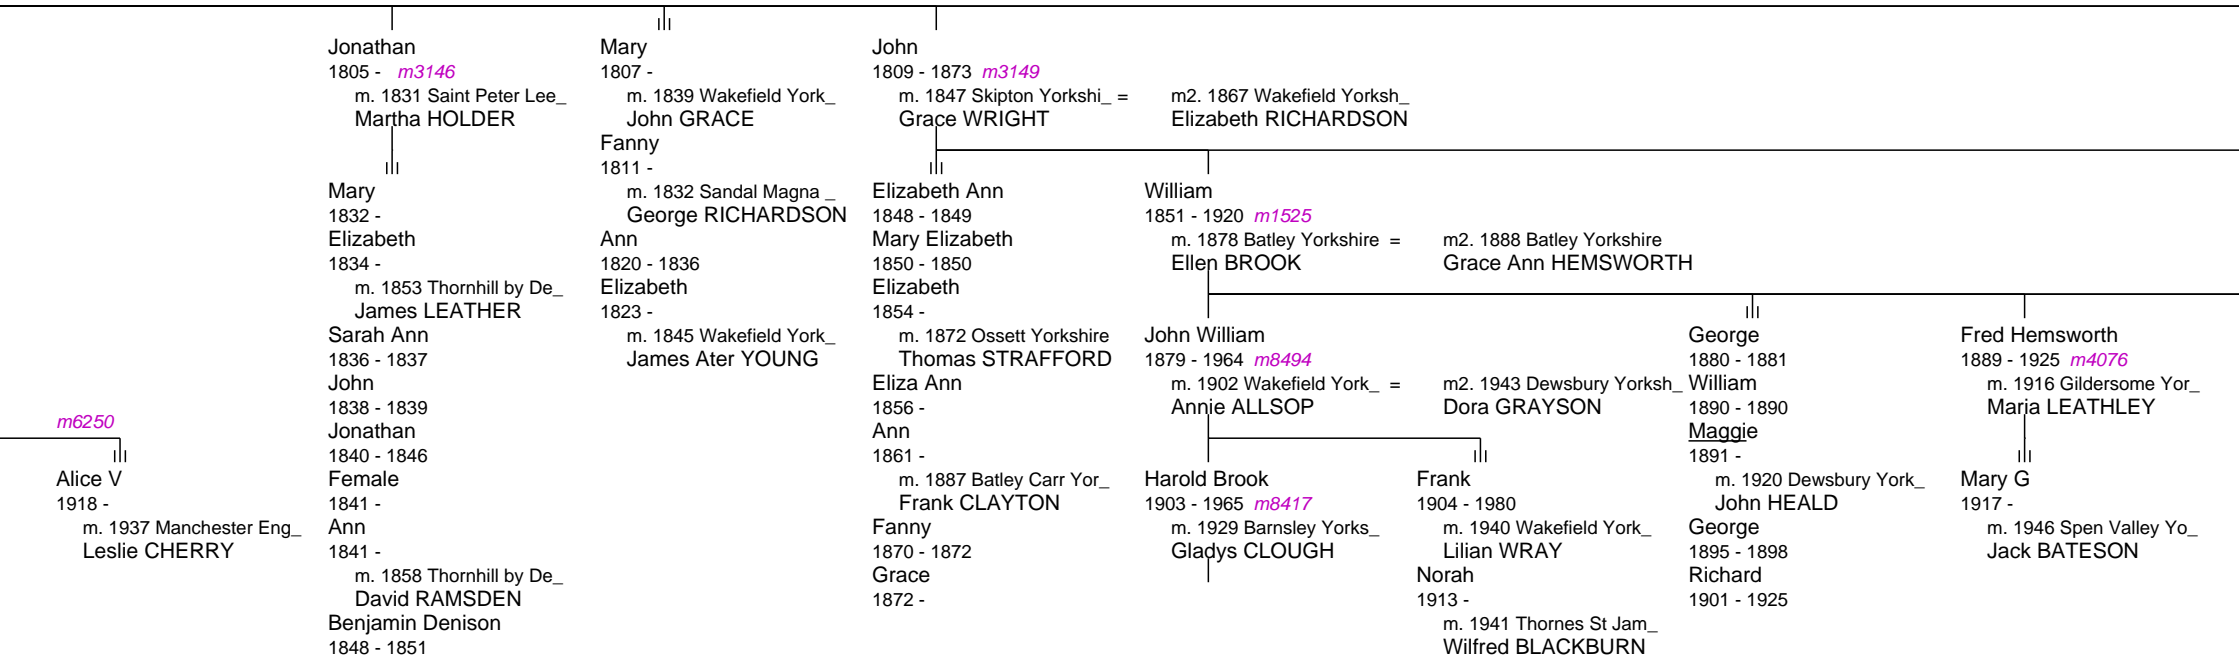 Jonathan
1805 - m3146
m. 1831 Saint Peter Lee_
Martha HOLDER
Mary
1832 -
Elizabeth
1834 -
m. 1853 Thornhill by De_
James LEATHER
Sarah Ann
1836 - 1837
John
1838 - 1839
Jonathan
1840 - 1846
Female
1841 -
Ann
1841 -
m. 1858 Thornhill by De_
David RAMSDEN
Benjamin Denison
1848 - 1851
m6250
Alice V
1918 -
m. 1937 Manchester Eng_
Leslie CHERRY
Mary
1807 -
m. 1839 Wakefield York_
John GRACE
Fanny
1811 -
m. 1832 Sandal Magna _
George RICHARDSON
Ann
1820 - 1836
Elizabeth
1823 -
m. 1845 Wakefield York_
James Ater YOUNG
John
1809 - 1873 m3149
m. 1847 Skipton Yorkshi_ =
Grace WRIGHT
m2. 1867 Wakefield Yorksh_
Elizabeth RICHARDSON
Elizabeth Ann
1848 - 1849
Mary Elizabeth
1850 - 1850
Elizabeth
1854 -
m. 1872 Ossett Yorkshire
Thomas STRAFFORD
Eliza Ann
1856 -
Ann
1861 -
m. 1887 Batley Carr Yor_
Frank CLAYTON
Fanny
1870 - 1872
Grace
1872 -
William
1851 - 1920 m1525
m. 1878 Batley Yorkshire =
Ellen BROOK
m2. 1888 Batley Yorkshire
Grace Ann HEMSWORTH
John William
1879 - 1964 m8494
m. 1902 Wakefield York_ =
Annie ALLSOP
m2. 1943 Dewsbury Yorksh_
Dora GRAYSON
Harold Brook
1903 - 1965 m8417
m. 1929 Barnsley Yorks_
Gladys CLOUGH
Frank
1904 - 1980
m. 1940 Wakefield York_
Lilian WRAY
Norah
1913 -
m. 1941 Thornes St Jam_
Wilfred BLACKBURN
George
1880 - 1881
William
1890 - 1890
Maggie
1891 -
m. 1920 Dewsbury York_
John HEALD
George
1895 - 1898
Richard
1901 - 1925
Fred Hemsworth
1889 - 1925 m4076
m. 1916 Gildersome Yor_
Maria LEATHLEY
Mary G
1917 -
m. 1946 Spen Valley Yo_
Jack BATESON